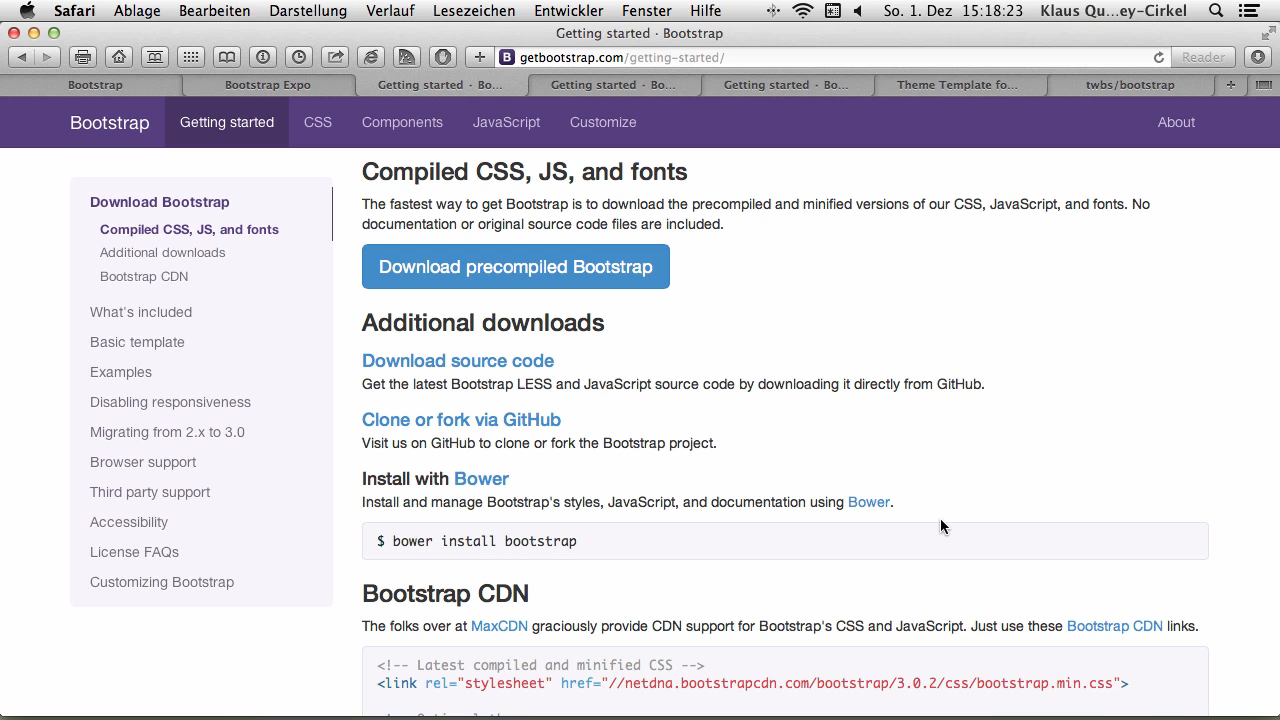 Safari Ablage Bearbeiten Darstellung Verlauf Lesezeichen Entwickler Fenster Hilfe So. 1. Dez 15:18:23 Klaus Qu...ey-Cirkel
Getting started · Bootstrap
getbootstrap.com/getting-started/ Reader
Bootstrap Bootstrap Expo Getting started · Bo... Getting started · Bo... Getting started · Bo... Theme Template fo... twbs/bootstrap
Bootstrap Getting started CSS Components JavaScript Customize About
Download Bootstrap
Compiled CSS, JS, and fonts
Additional downloads
Bootstrap CDN
What's included
Basic template
Examples
Disabling responsiveness
Migrating from 2.x to 3.0
Browser support
Third party support
Accessibility
License FAQs
Customizing Bootstrap
Compiled CSS, JS, and fonts
The fastest way to get Bootstrap is to download the precompiled and minified versions of our CSS, JavaScript, and fonts. No
documentation or original source code files are included.
Download precompiled Bootstrap
Additional downloads
Download source code
Get the latest Bootstrap LESS and JavaScript source code by downloading it directly from GitHub.
Clone or fork via GitHub
Visit us on GitHub to clone or fork the Bootstrap project.
Install with Bower
Install and manage Bootstrap's styles, JavaScript, and documentation using Bower.
$ bower install bootstrap
Bootstrap CDN
The folks over at MaxCDN graciously provide CDN support for Bootstrap's CSS and JavaScript. Just use these Bootstrap CDN links.
<!-- Latest compiled and minified CSS -->
<link rel="stylesheet" href="//netdna.bootstrapcdn.com/bootstrap/3.0.2/css/bootstrap.min.css">